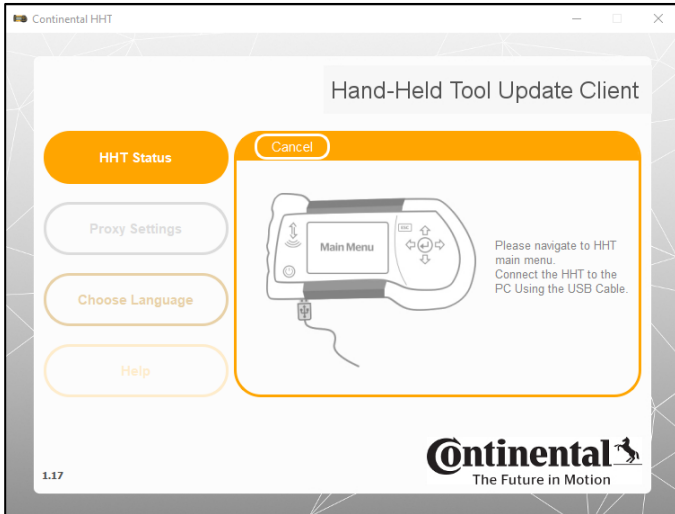 Continental HHT
Hand-Held Tool Update Client
HHT Status
Proxy Settings
Choose Language
Help
Cancel
Main Menu
ESC
Please navigate to HHT
main menu.
Connect the HHT to the
PC Using the USB Cable.
1.17
Continental
The Future in Motion